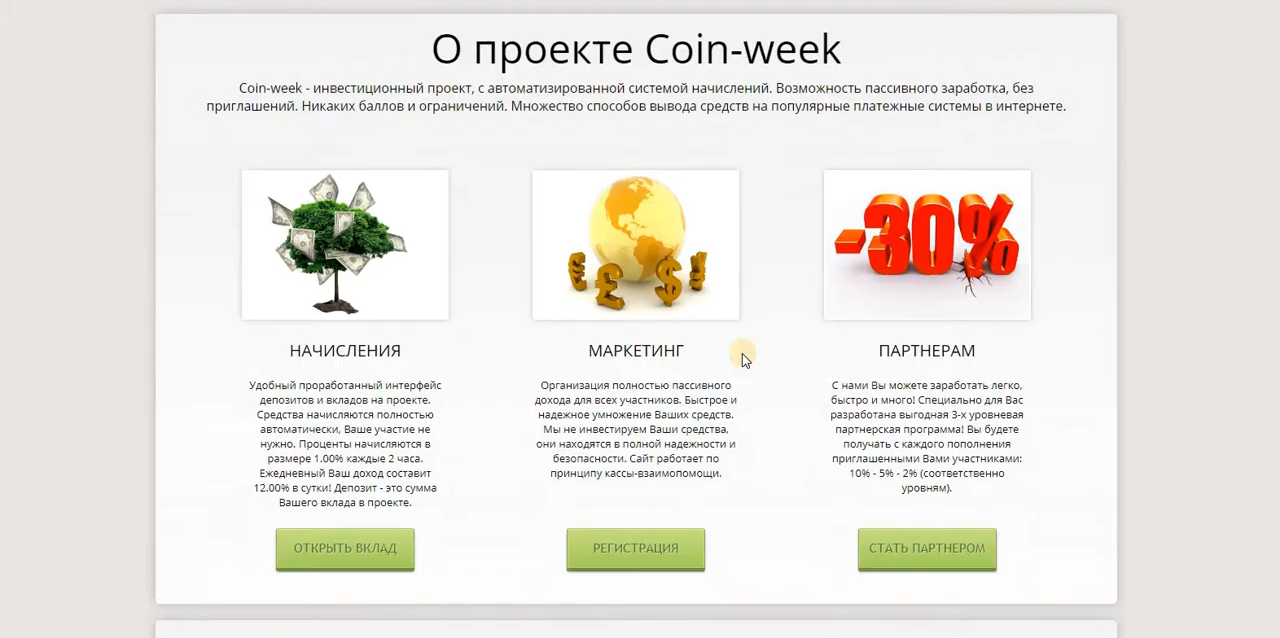 О проекте Coin-week
Coin-week - инвестиционный проект, с автоматизированной системой начислений. Возможность пассивного заработка, без
приглашений. Никаких баллов и ограничений. Множество способов вывода средств на популярные платежные системы в интернете.
-30%
НАЧИСЛЕНИЯ
Удобный проработанный интерфейс
депозитов и вкладов на проекте.
Средства начисляются полностью
автоматически, Ваше участие не
нужно. Проценты начисляются в
размере 1.00% каждые 2 часа.
Ежедневный Ваш доход составит
12.00% в сутки! Депозит - это сумма
Вашего вклада в проекте.
ОТКРЫТЬ ВКЛАД
МАРКЕТИНГ
Организация полностью пассивного
дохода для всех участников. Быстрое и
надежное умножение Ваших средств.
Мы не инвестируем Ваши средства,
они находятся в полной надежности и
безопасности. Сайт работает по
принципу кассы-взаимопомощи.
РЕГИСТРАЦИЯ
ПАРТНЕРАМ
С нами Вы можете заработать легко,
быстро и много! Специально для Вас
разработана выгодная 3-х уровневая
партнерская программа! Вы будете
получать с каждого пополнения
приглашенными Вами участниками:
10% - 5% - 2% (соответственно
уровням).
СТАТЬ ПАРТНЕРОМ